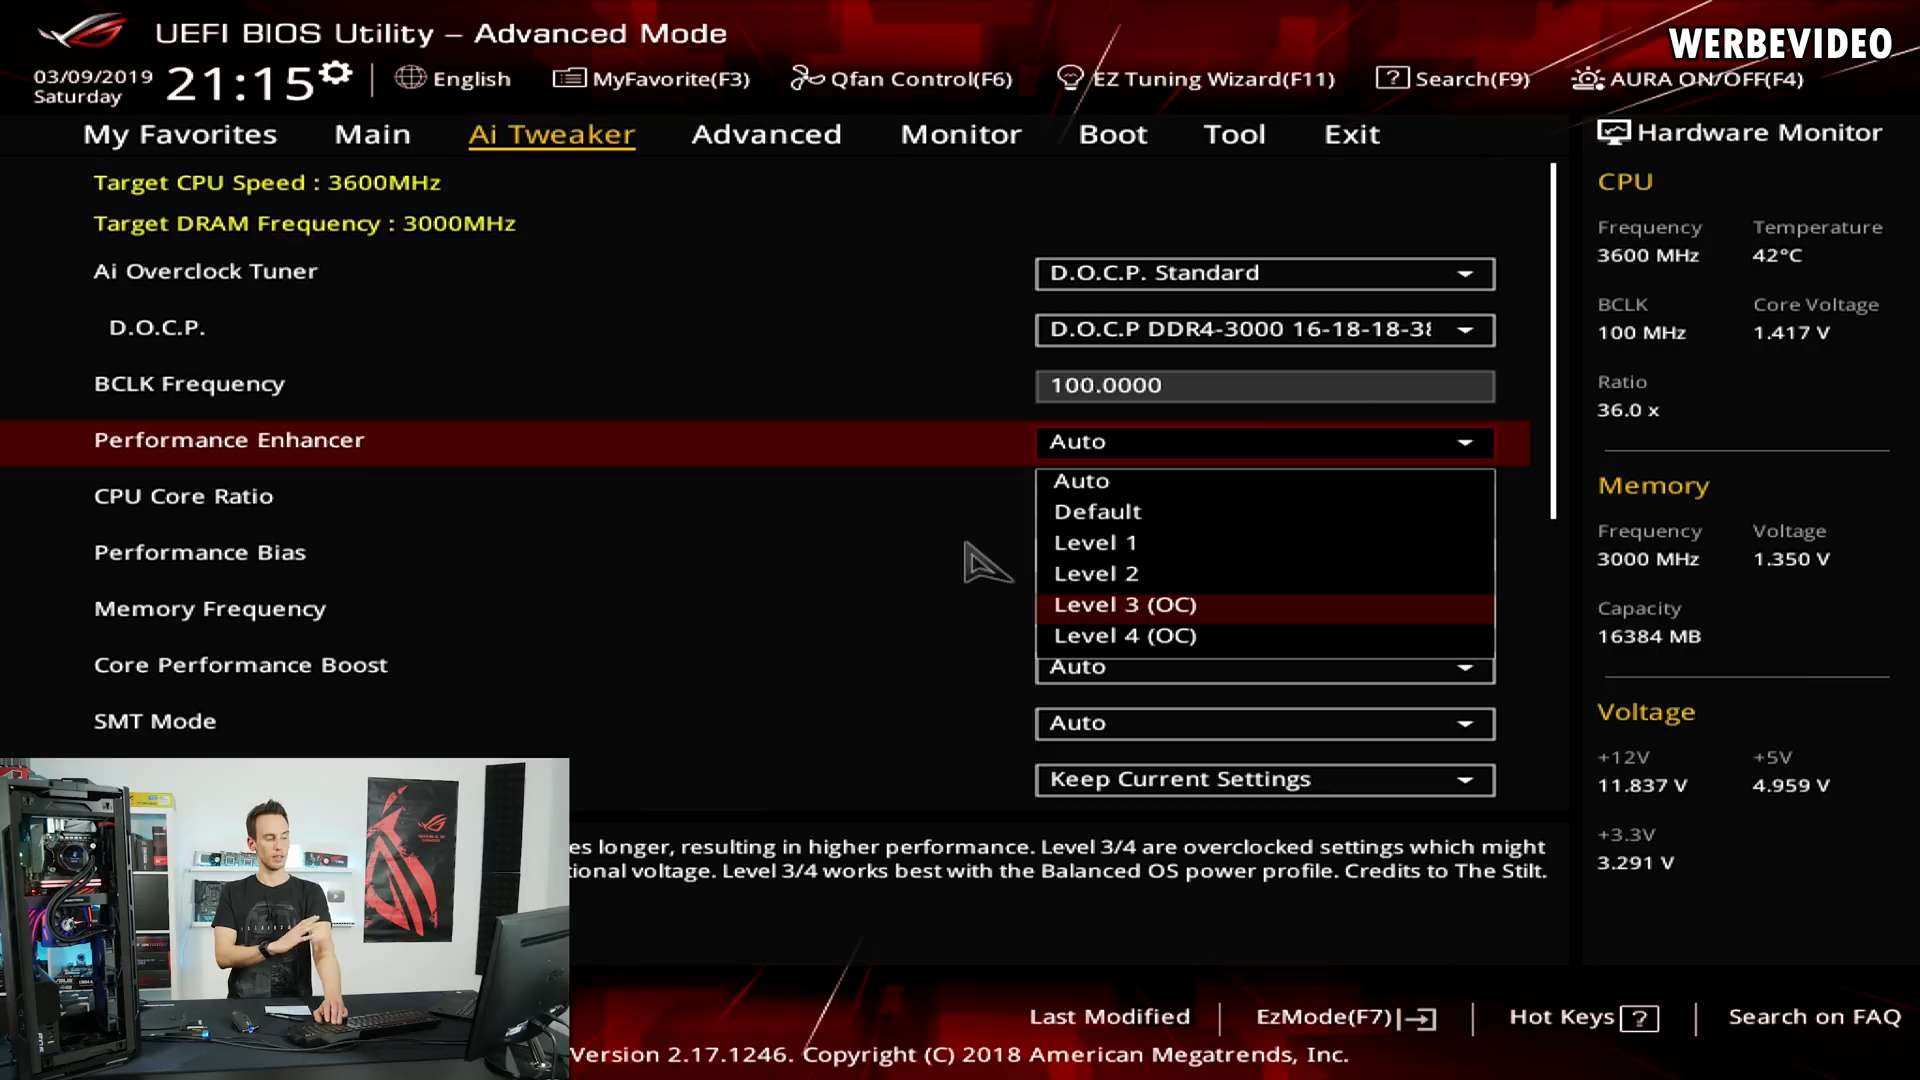 UEFI BIOS Utility – Advanced Mode
WERBEVIDEO
03/09/2019
Saturday
21:15
English
MyFavorite(F3)
Qfan Control(F6)
EZ Tuning Wizard(F11)
Search(F9)
AURA ON/OFF(F4)
My Favorites
Main
Ai Tweaker
Advanced
Monitor
Boot
Tool
Exit
Hardware Monitor
Target CPU Speed : 3600MHz
Target DRAM Frequency : 3000MHz
Ai Overclock Tuner
D.O.C.P. Standard
D.O.C.P.
D.O.C.P DDR4-3000 16-18-18-38
BCLK Frequency
100.0000
Performance Enhancer
Auto
Auto
Default
Level 1
Level 2
Level 3 (OC)
Level 4 (OC)
CPU Core Ratio
Performance Bias
Memory Frequency
Core Performance Boost
Auto
SMT Mode
Auto
Keep Current Settings
es longer, resulting in higher performance. Level 3/4 are overclocked settings which might
ional voltage. Level 3/4 works best with the Balanced OS power profile. Credits to The Stilt.
CPU
Frequency
Temperature
3600 MHz
42°C
BCLK
Core Voltage
100 MHz
1.417 V
Ratio
36.0 x
Memory
Frequency
Voltage
3000 MHz
1.350 V
Capacity
16384 MB
Voltage
+12V
+5V
11.837 V
4.959 V
+3.3V
3.291 V
Last Modified
EzMode(F7)
Hot Keys ?
Search on FAQ
Version 2.17.1246. Copyright (C) 2018 American Megatrends, Inc.